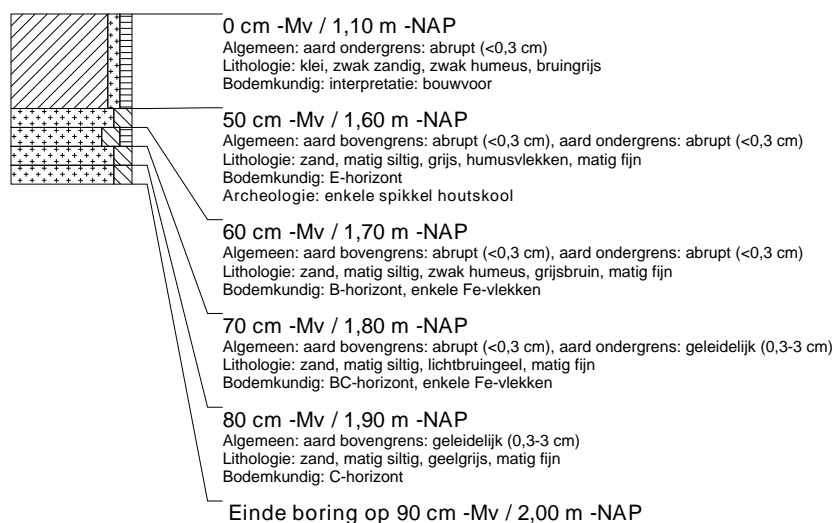 0 cm -Mv / 1,10 m -NAP
Algemeen: aard ondergrens: abrupt (<0,3 cm)
Lithologie: klei, zwak zandig, zwak humeus, bruingrijs
Bodemkundig: interpretatie: bouwvoor
50 cm -Mv / 1,60 m -NAP
Algemeen: aard bovengrens: abrupt (<0,3 cm), aard ondergrens: abrupt (<0,3 cm)
Lithologie: zand, matig siltig, grijs, humusvlekken, matig fijn
Bodemkundig: E-horizont
Archeologie: enkele spikkel houtskool
60 cm -Mv / 1,70 m -NAP
Algemeen: aard bovengrens: abrupt (<0,3 cm), aard ondergrens: abrupt (<0,3 cm)
Lithologie: zand, matig siltig, zwak humeus, grijsbruin, matig fijn
Bodemkundig: B-horizont, enkele Fe-vlekken
70 cm -Mv / 1,80 m -NAP
Algemeen: aard bovengrens: abrupt (<0,3 cm), aard ondergrens: geleidelijk (0,3-3 cm)
Lithologie: zand, matig siltig, lichtbruingeel, matig fijn
Bodemkundig: BC-horizont, enkele Fe-vlekken
80 cm -Mv / 1,90 m -NAP
Algemeen: aard bovengrens: geleidelijk (0,3-3 cm)
Lithologie: zand, matig siltig, geelgrijs, matig fijn
Bodemkundig: C-horizont
Einde boring op 90 cm -Mv / 2,00 m -NAP